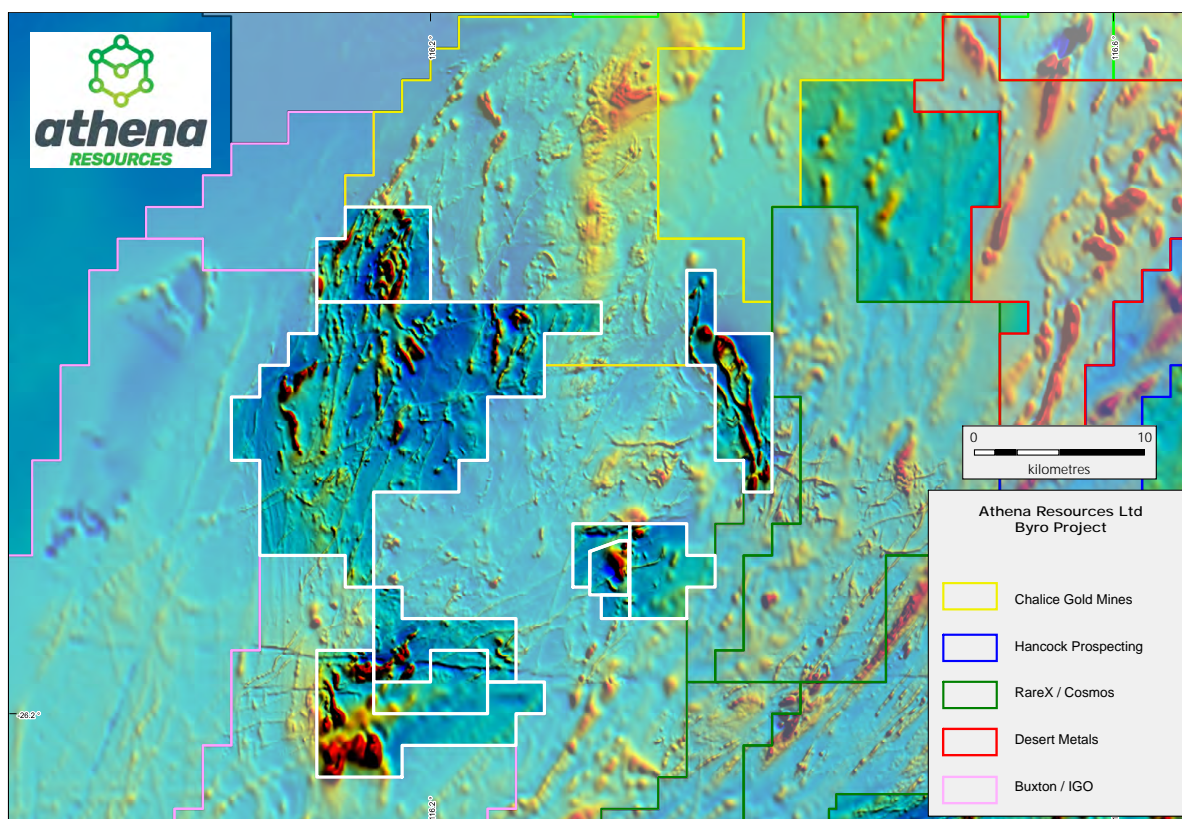 athena
RESOURCES
116.2°
116.6°
0 10
kilometres
Athena Resources Ltd
Byro Project
Chalice Gold Mines
Hancock Prospecting
RareX / Cosmos
Desert Metals
Buxton / IGO
-26.2°
116.2°